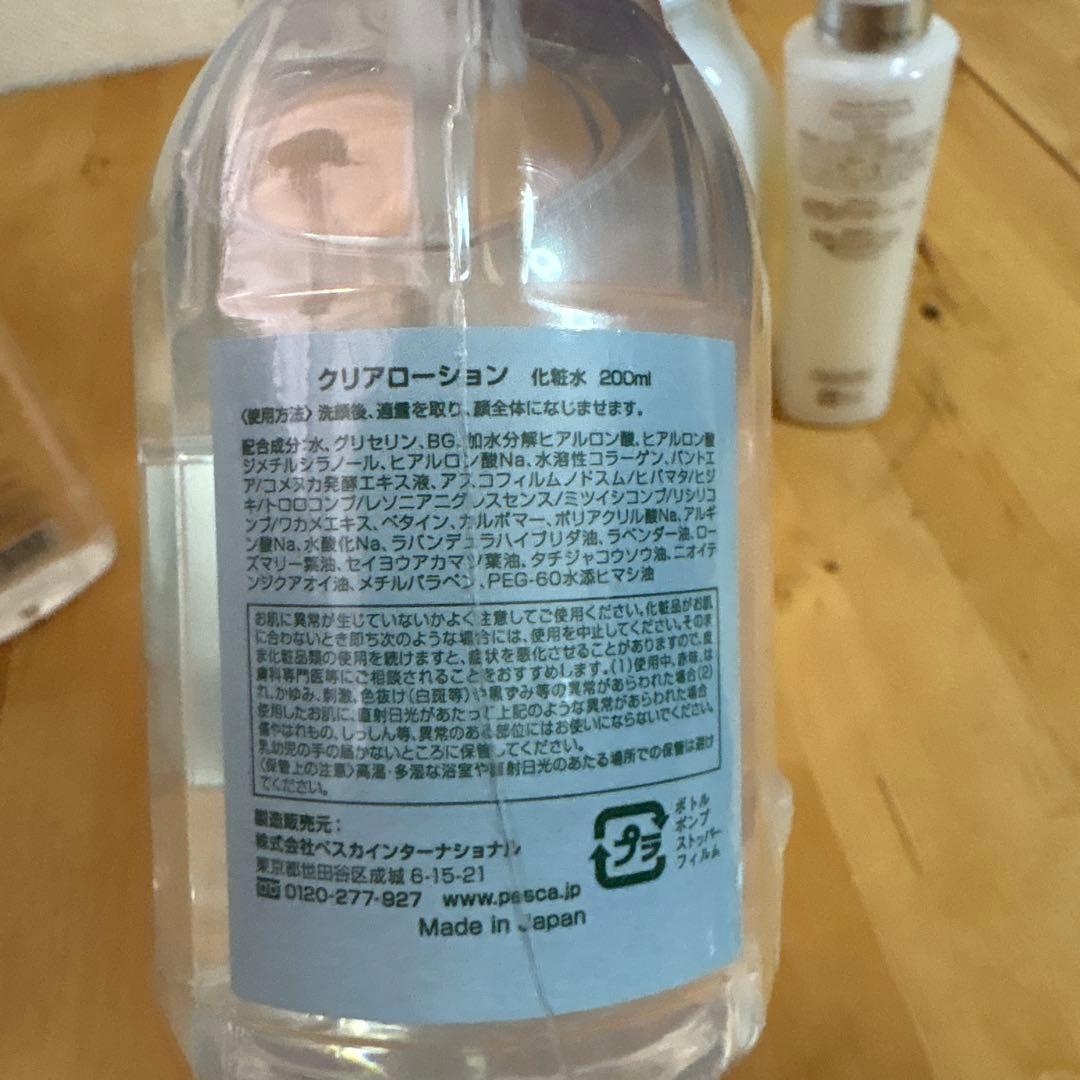 クリアローション 化粧水 200ml
〈使用方法〉洗顔後、適量を取り、顔全体になじませます。
配合成分:水、グリセリン、BG、加水分解ヒアルロン酸、ヒアルロン酸
ジメチルシラノール、ヒアルロン酸Na、水溶性コラーゲン、パントエ
ア/コメヌカ発酵エキス液、アスコフィルムノドスム/ヒバマタ/ヒジ
キ/トロロコンブ/レソニアニグレスセンス/ミツイシコンブ/リシリコ
ンブ/ワカメエキス、ベタイン、カルボマー、ポリアクリル酸Na、アルギ
ン酸Na、水酸化Na、ラバンデュラハイブリダ油、ラベンダー油、ロー
ズマリー葉油、セイヨウアカマツ葉油、タチジャコウソウ油、ニオイテ
ンジクアオイ油、メチルパラベン、PEG-60水添ヒマシ油
お肌に異常が生じていないかよく注意してご使用ください。化粧品がお肌
に合わないとき即ち次のような場合には、使用を中止してください。そのま
ま化粧品類の使用を続けますと、症状を悪化させることがありますので、皮
膚科専門医等にご相談されることをおすすめします。(1)使用中、赤味、は
れ、かゆみ、刺激、色抜け(白斑等)や黒ずみ等の異常があらわれた場合(2)
使用したお肌に、直射日光があたって上記のような異常があらわれた場合
傷やはれもの、しっしん等、異常のある部位にはお使いにならないでください。
乳幼児の手の届かないところに保管してください。
〈保管上の注意〉高温・多湿な浴室や直射日光のあたる場所での保管は避け
てください。
製造販売元:
株式会社ペスカインターナショナル
東京都世田谷区成城 6-15-21
0120-277-927 www.pesca.jp
Made in Japan
プラ
ボトル
ポンプ
ストッパー
フィルム